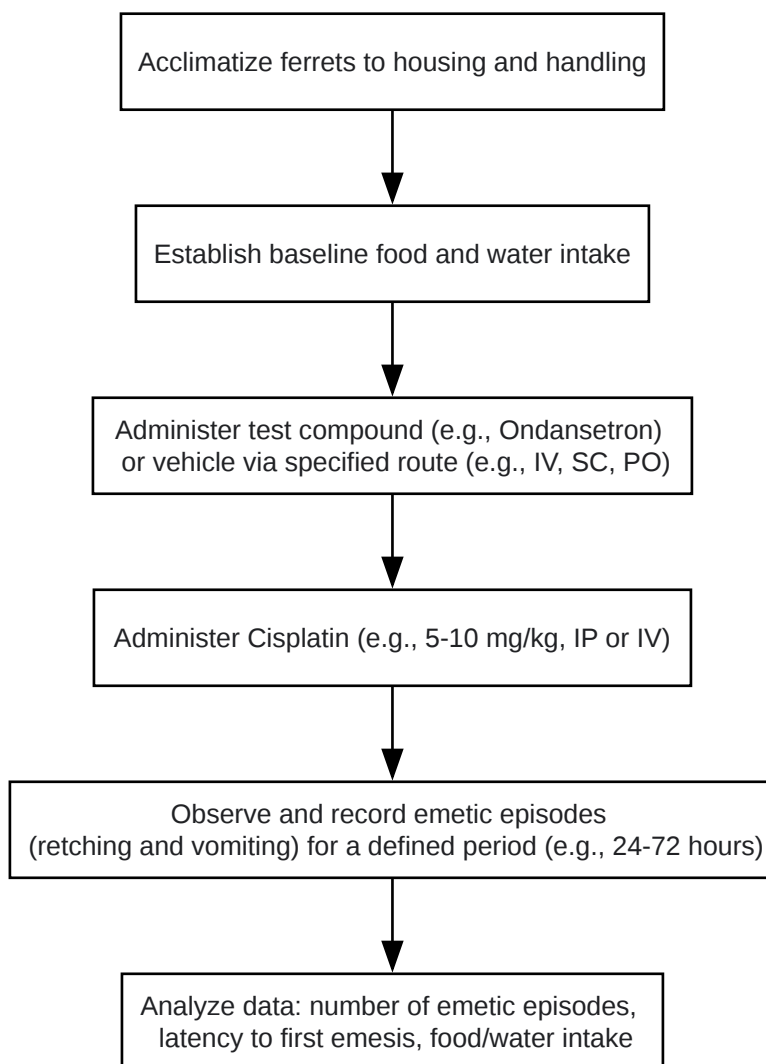 Acclimatize ferrets to housing and handling
Establish baseline food and water intake
Administer test compound (e.g., Ondansetron)
or vehicle via specified route (e.g., IV, SC, PO)
Administer Cisplatin (e.g., 5-10 mg/kg, IP or IV)
Observe and record emetic episodes
(retching and vomiting) for a defined period (e.g., 24-72 hours)
Analyze data: number of emetic episodes,
latency to first emesis, food/water intake